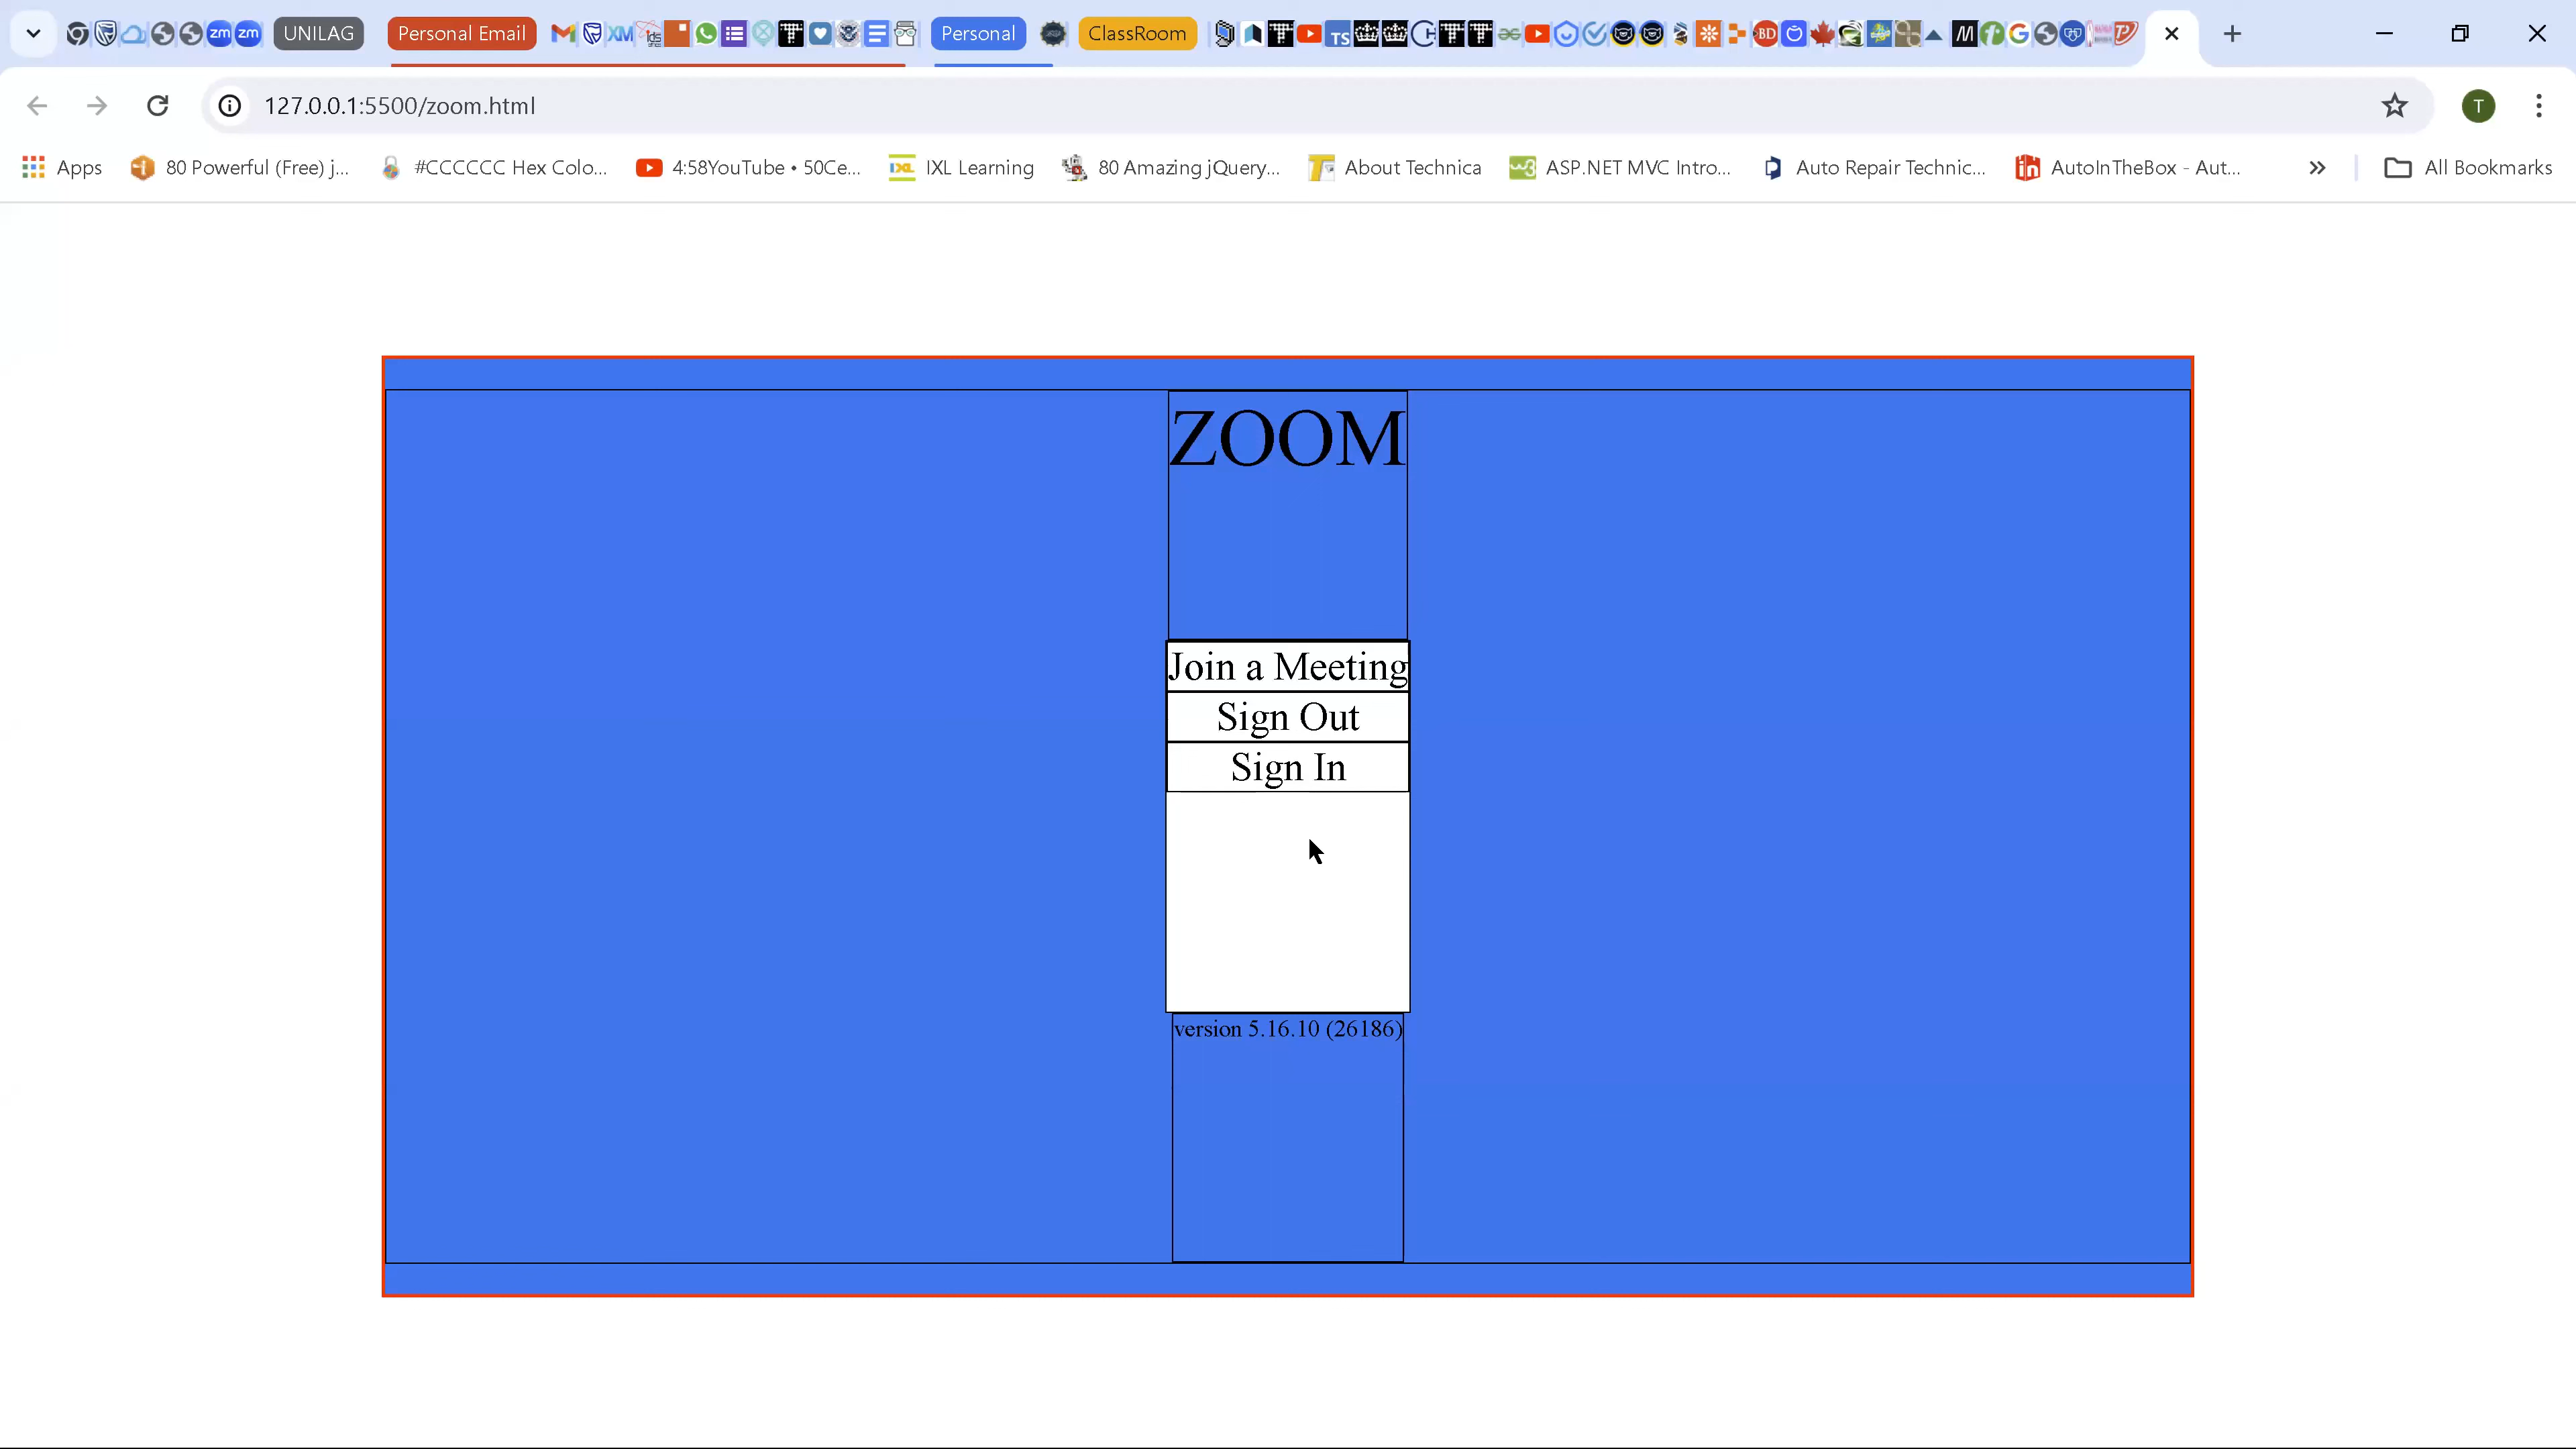 UNILAG Personal Email Personal ClassRoom
127.0.0.1:5500/zoom.html
T
Apps 80 Powerful (Free) j... #CCCCCC Hex Colo... 4:58YouTube • 50Ce... IXL Learning 80 Amazing jQuery... About Technica ASP.NET MVC Intro... Auto Repair Technic... AutoInTheBox - Aut... All Bookmarks
ZOOM
Join a Meeting
Sign Out
Sign In
version 5.16.10 (26186)